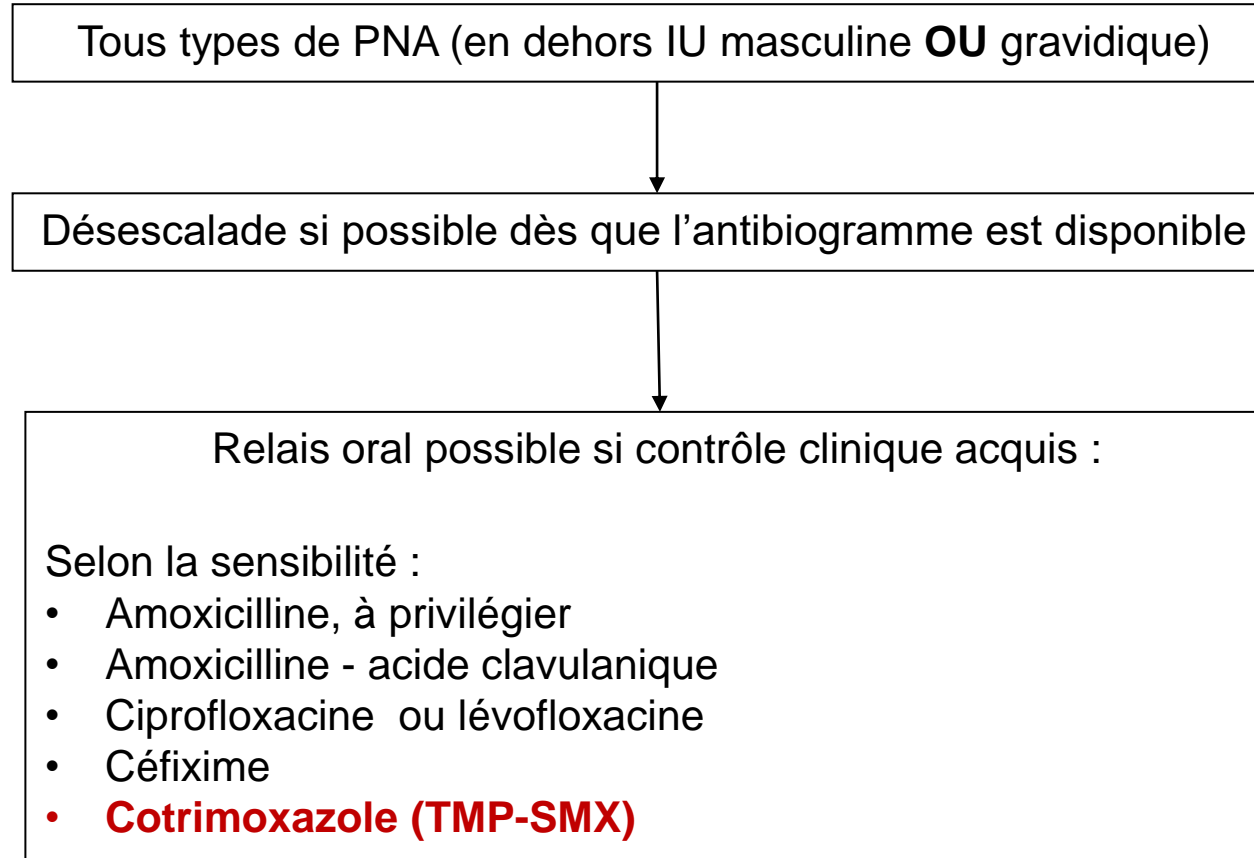 Tous types de PNA (en dehors IU masculine OU gravidique)
Désescalade si possible dès que l’antibiogramme est disponible
Relais oral possible si contrôle clinique acquis :
Selon la sensibilité :
• Amoxicilline, à privilégier
• Amoxicilline - acide clavulanique
• Ciprofloxacine ou lévofloxacine
• Céfixime
• Cotrimoxazole (TMP-SMX)